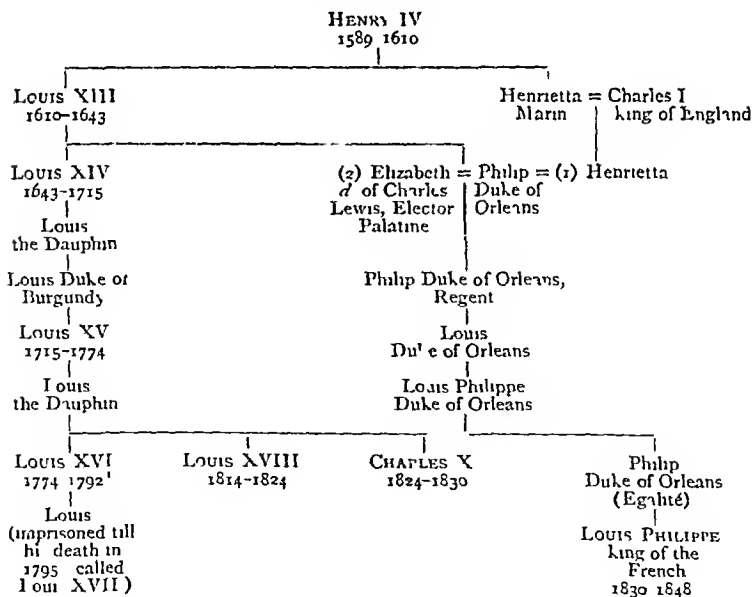 HENRY IV
1589 1610
LOUIS XIII
1610-1643
Henrietta = Charles I
Maria king of England
LOUIS XIV
1643-1715
(2) Elizabeth = Philip = (1) Henrietta
d of Charles Duke of
Lewis, Elector Orleans
Palatine
Louis
the Dauphin
Louis Duke of
Burgundy
Philip Duke of Orleans,
Regent
LOUIS XV
1715-1774
Louis
Duke of Orleans
Louis
the Dauphin
Louis Philippe
Duke of Orleans
LOUIS XVI
1774 1792
LOUIS XVIII
1814-1824
CHARLES X
1824-1830
Philip
Duke of Orleans
(Egalité)
Louis
(imprisoned till
hi death in
1795 called
Loui XVII)
LOUIS PHILIPPE
king of the
French
1830 1848